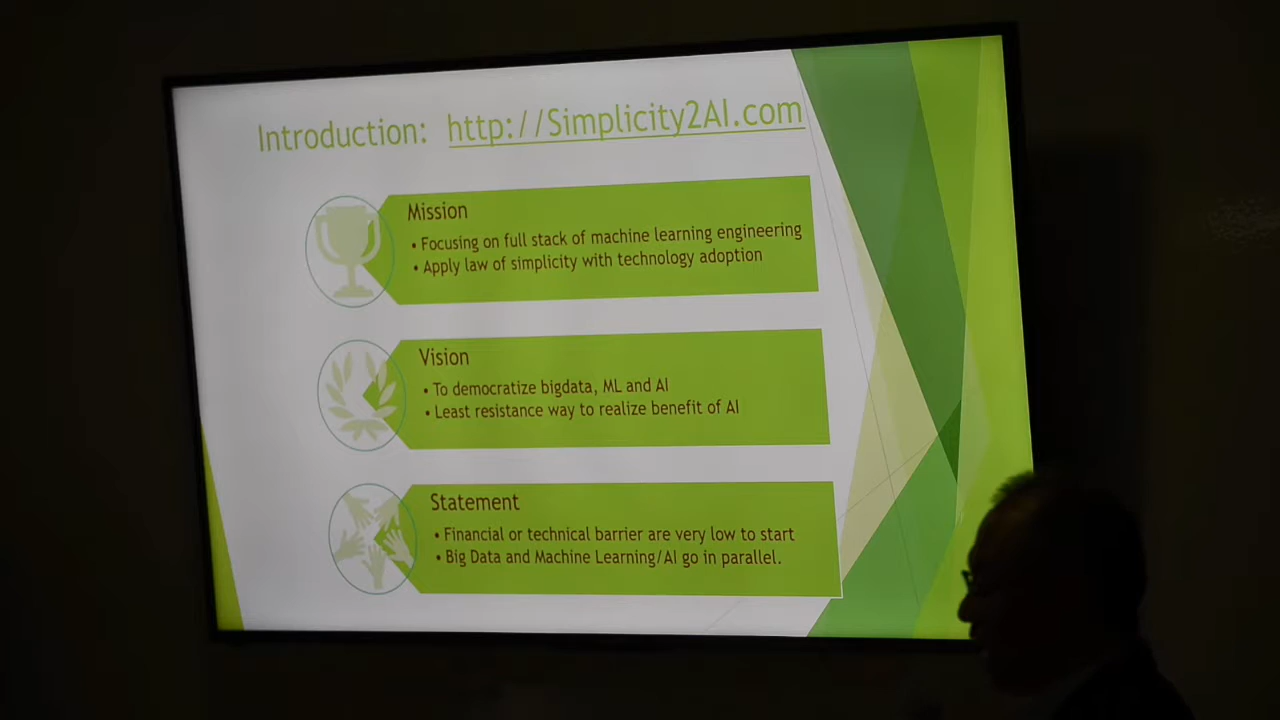 Introduction: http://Simplicity2AI.com
Mission
• Focusing on full stack of machine learning engineering
• Apply law of simplicity with technology adoption
Vision
• To democratize bigdata, ML and AI
• Least resistance way to realize benefit of AI
Statement
• Financial or technical barrier are very low to start
• Big Data and Machine Learning/AI go in parallel.